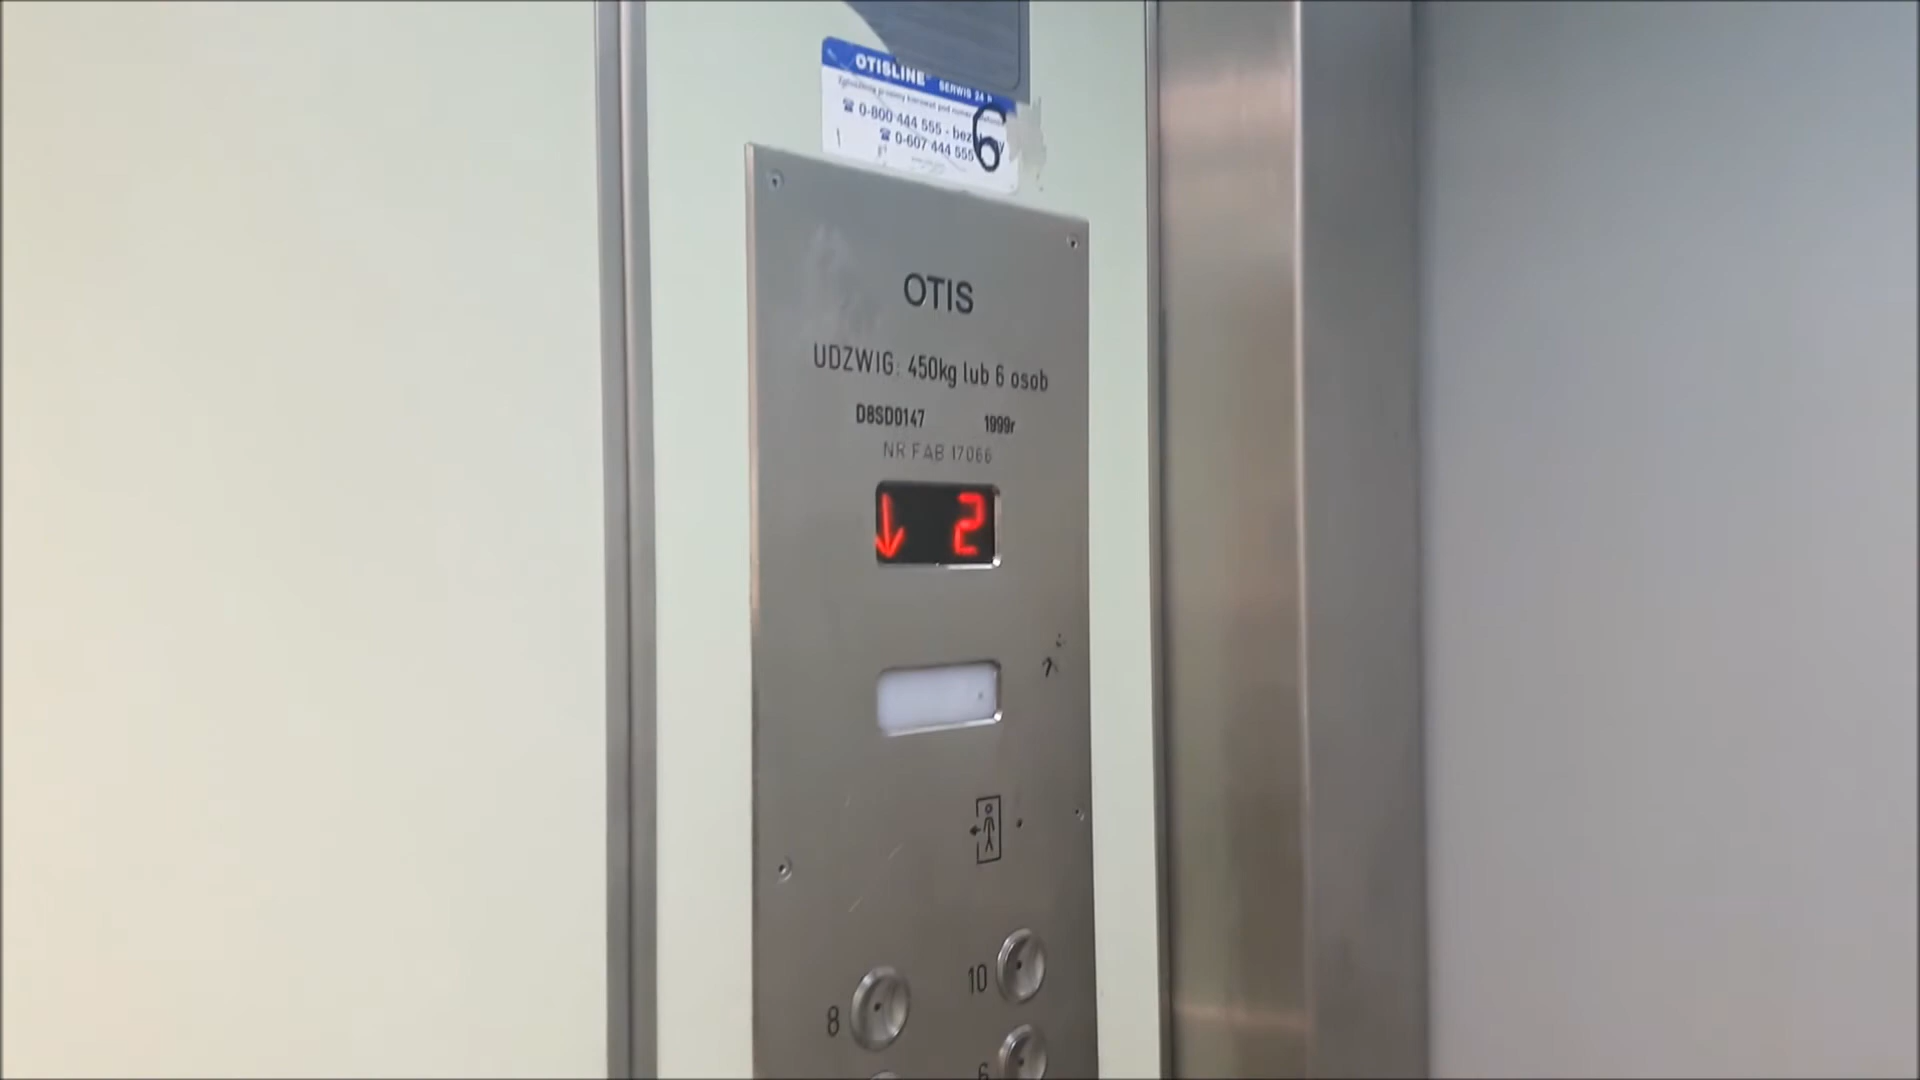 OTISLINE SERWIS 24 h
0-800 444 555 - bez
0-607 444 555
6
OTIS
UDZWIG: 450kg lub 6 osob
D8SD0147 1999r
NR FAB 17066
↓ 2
10
8
6